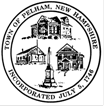 TOWN OF PELHAM, NEW HAMPSHIRE
INCORPORATED JULY 5, 1746